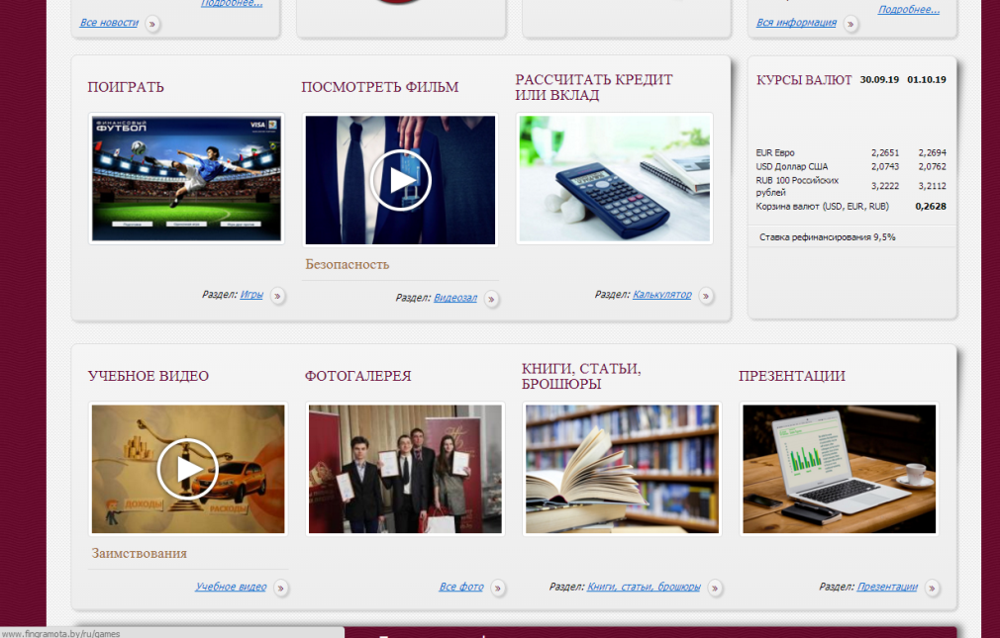 Подробнее...
Все новости
Подробнее...
Вся информация
ПОИГРАТЬ
ПОСМОТРЕТЬ ФИЛЬМ
РАССЧИТАТЬ КРЕДИТ
ИЛИ ВКЛАД
ФИНАНСОВЫЙ
ФУТБОЛ
VISA
Безопасность
Раздел: Игры
Раздел: Видеозал
Раздел: Калькулятор
КУРСЫ ВАЛЮТ 30.09.19 01.10.19
EUR Евро 2,2651 2,2694
USD Доллар США 2,0743 2,0762
RUB 100 Российских
рублей 3,2222 3,2112
Корзина валют (USD, EUR, RUB) 0,2628
Ставка рефинансирования 9,5%
УЧЕБНОЕ ВИДЕО
ФОТОГАЛЕРЕЯ
КНИГИ, СТАТЬИ,
БРОШЮРЫ
ПРЕЗЕНТАЦИИ
ДОХОДЫ
РАСХОДЫ
Заимствования
Учебное видео
Все фото
Раздел: Книги, статьи, брошюры
Раздел: Презентации
www.fingramota.by/ru/games